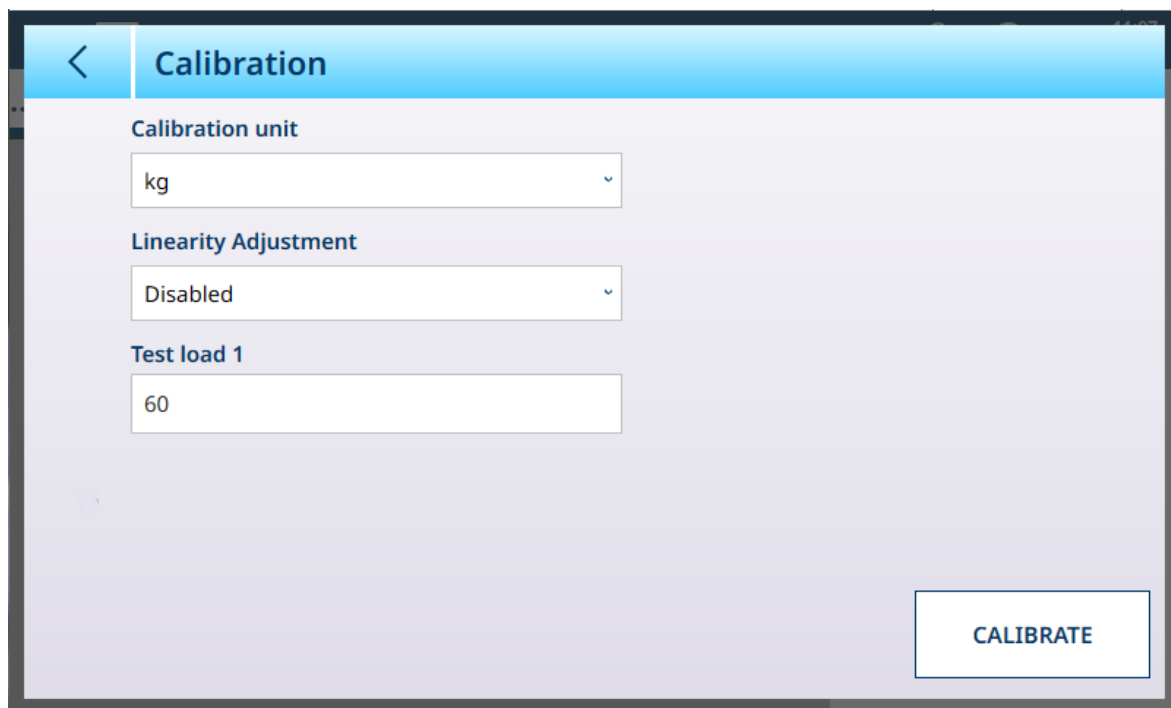 Calibration
Calibration unit
kg
Linearity Adjustment
Disabled
Test load 1
60
CALIBRATE